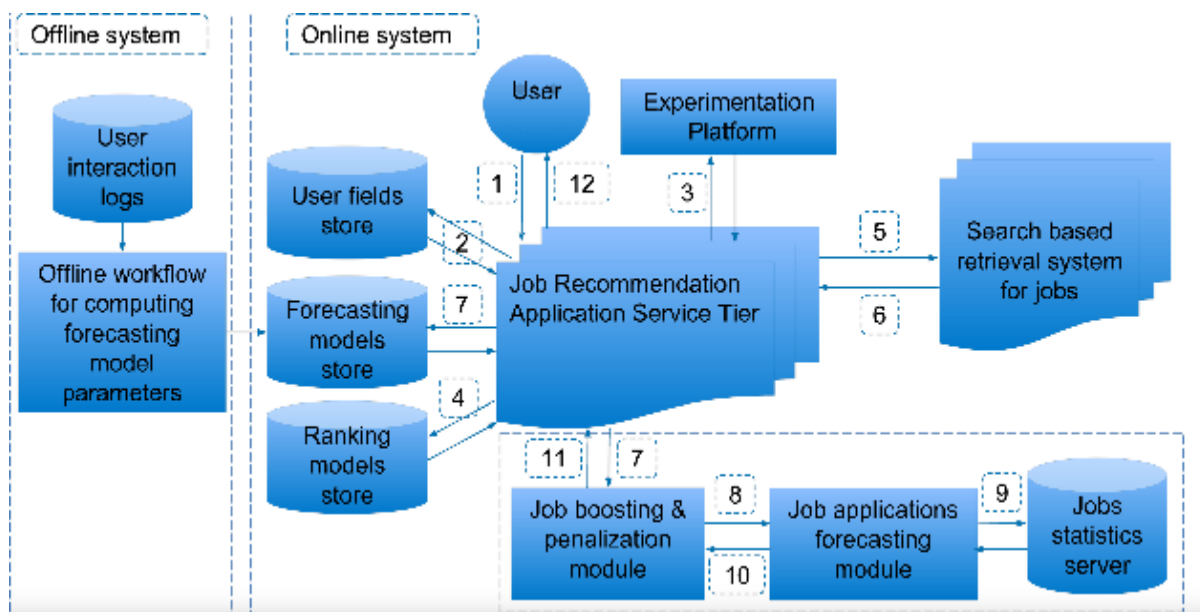 Offline system
Online system
User
interaction
logs
Offline workflow
for computing
forecasting
model
parameters
User
Experimentation
Platform
User fields
store
1
12
3
2
5
6
Search based
retrieval system
for jobs
Job Recommendation
Application Service Tier
Forecasting
models
store
7
4
Ranking
models
store
11
7
Job boosting &
penalization
module
8
10
Job applications
forecasting
module
9
Jobs
statistics
server